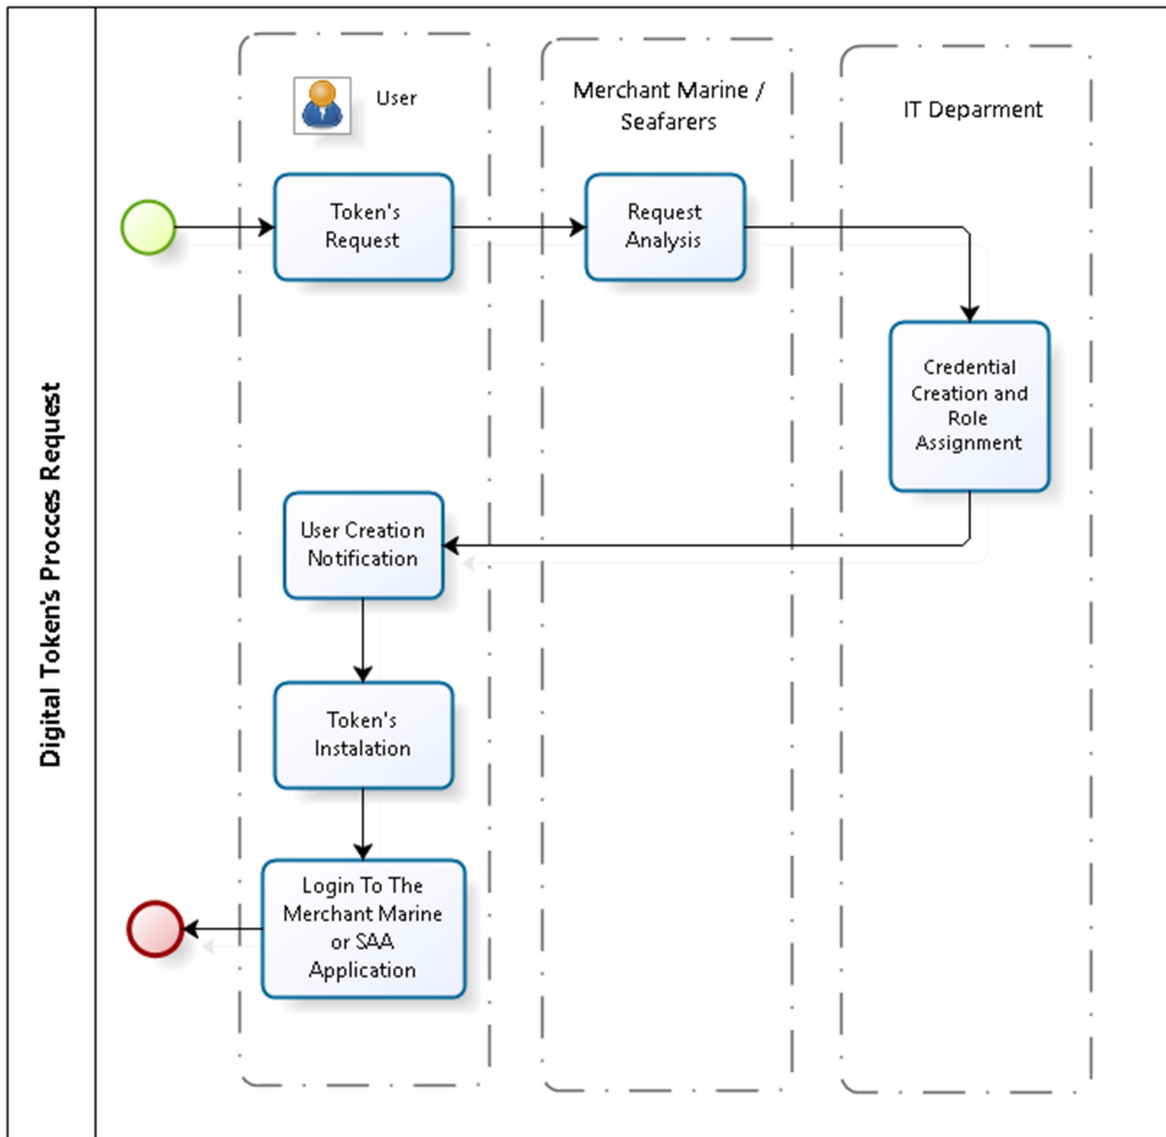 Digital Token's Procces Request
User
Merchant Marine /
Seafarers
IT Deparment
Token's
Request
Request
Analysis
Credential
Creation and
Role
Assignment
User Creation
Notification
Token's
Instalation
Login To The
Merchant Marine
or SAA
Application